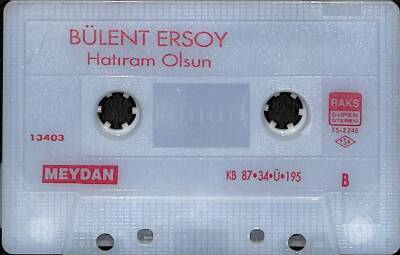 BÜLENT ERSOY
Hatıram Olsun
RAKS
SUPER
STEREO
13403
MEYDAN
KB 87•34•Ü•195
B